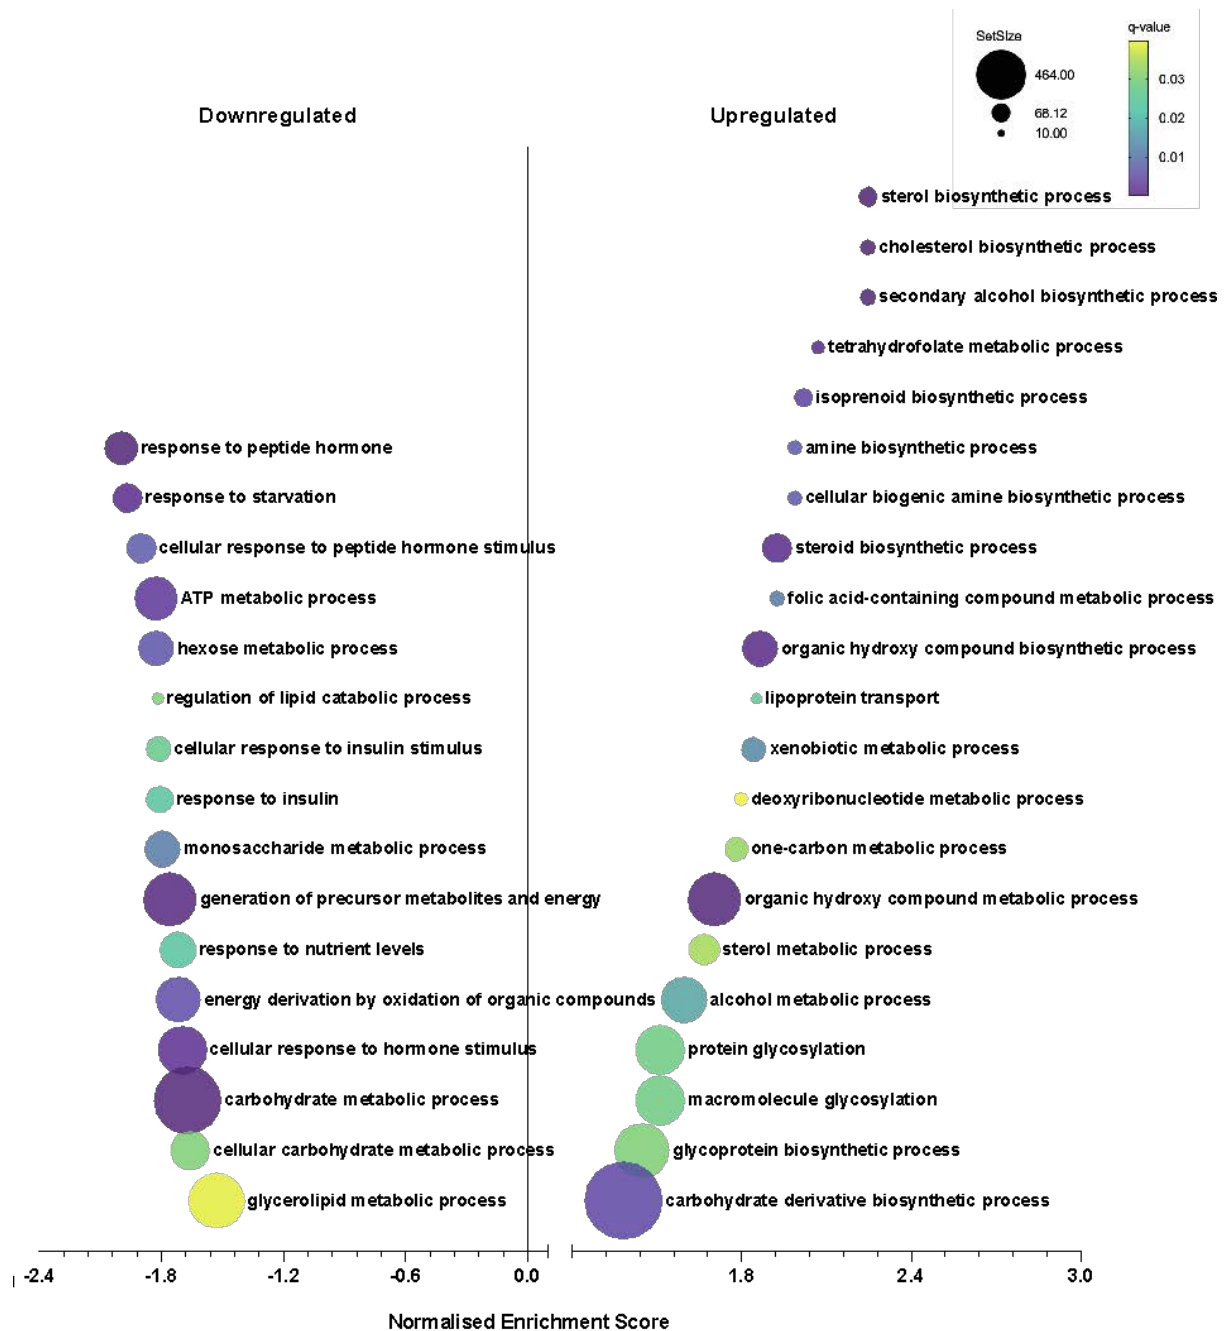 SetSize
464.00
68.12
10.00
q-value
0.03
0.02
0.01
Downregulated
Upregulated
sterol biosynthetic process
cholesterol biosynthetic process
secondary alcohol biosynthetic process
tetrahydrofolate metabolic process
isoprenoid biosynthetic process
response to peptide hormone
amine biosynthetic process
response to starvation
cellular biogenic amine biosynthetic process
cellular response to peptide hormone stimulus
steroid biosynthetic process
ATP metabolic process
folic acid-containing compound metabolic process
hexose metabolic process
organic hydroxy compound biosynthetic process
regulation of lipid catabolic process
lipoprotein transport
cellular response to insulin stimulus
xenobiotic metabolic process
response to insulin
deoxyribonucleotide metabolic process
monosaccharide metabolic process
one-carbon metabolic process
generation of precursor metabolites and energy
organic hydroxy compound metabolic process
response to nutrient levels
sterol metabolic process
energy derivation by oxidation of organic compounds
alcohol metabolic process
cellular response to hormone stimulus
protein glycosylation
carbohydrate metabolic process
macromolecule glycosylation
cellular carbohydrate metabolic process
glycoprotein biosynthetic process
glycerolipid metabolic process
carbohydrate derivative biosynthetic process
-2.4 -1.8 -1.2 -0.6 0.0 1.8 2.4 3.0
Normalised Enrichment Score